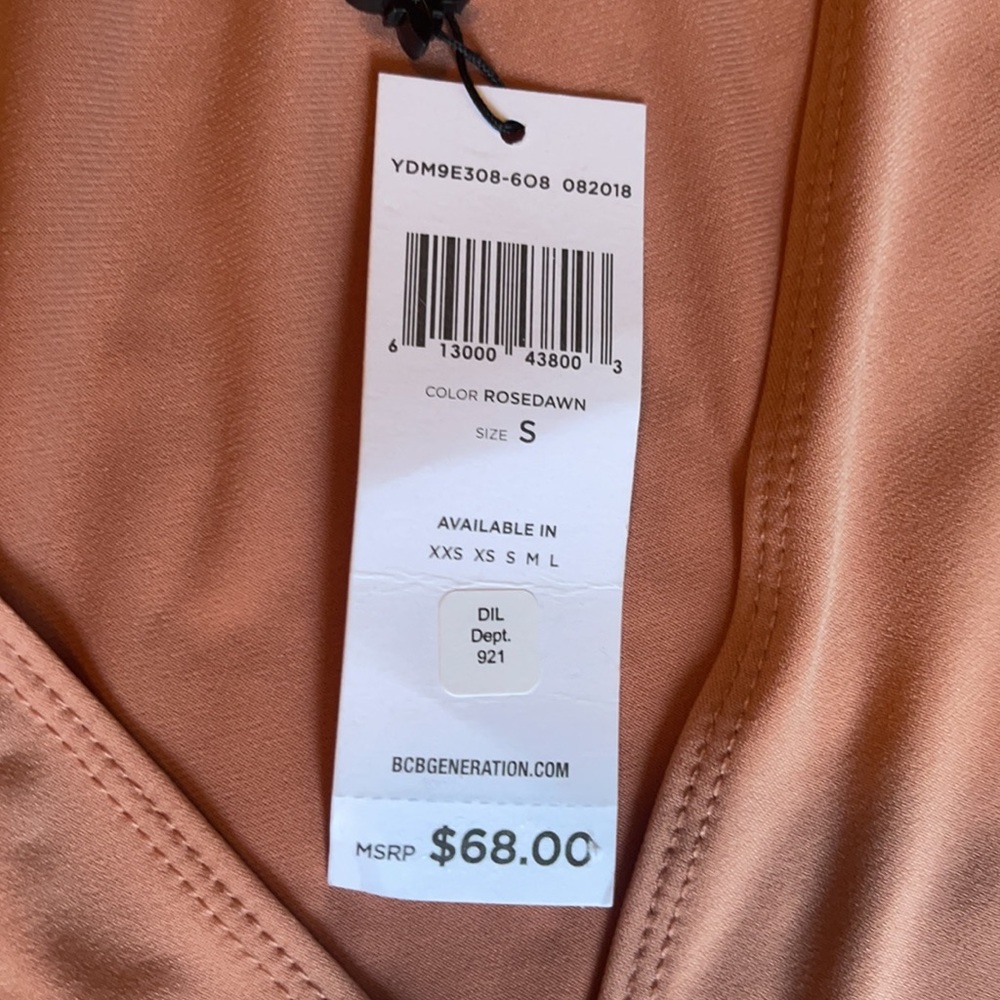 YDM9E308-6O8 082018
6 13000 43800 3
COLOR ROSEDAWN
SIZE S
AVAILABLE IN
XXS XS S M L
DIL
Dept.
921
BCBGENERATION.COM
MSRP $68.00